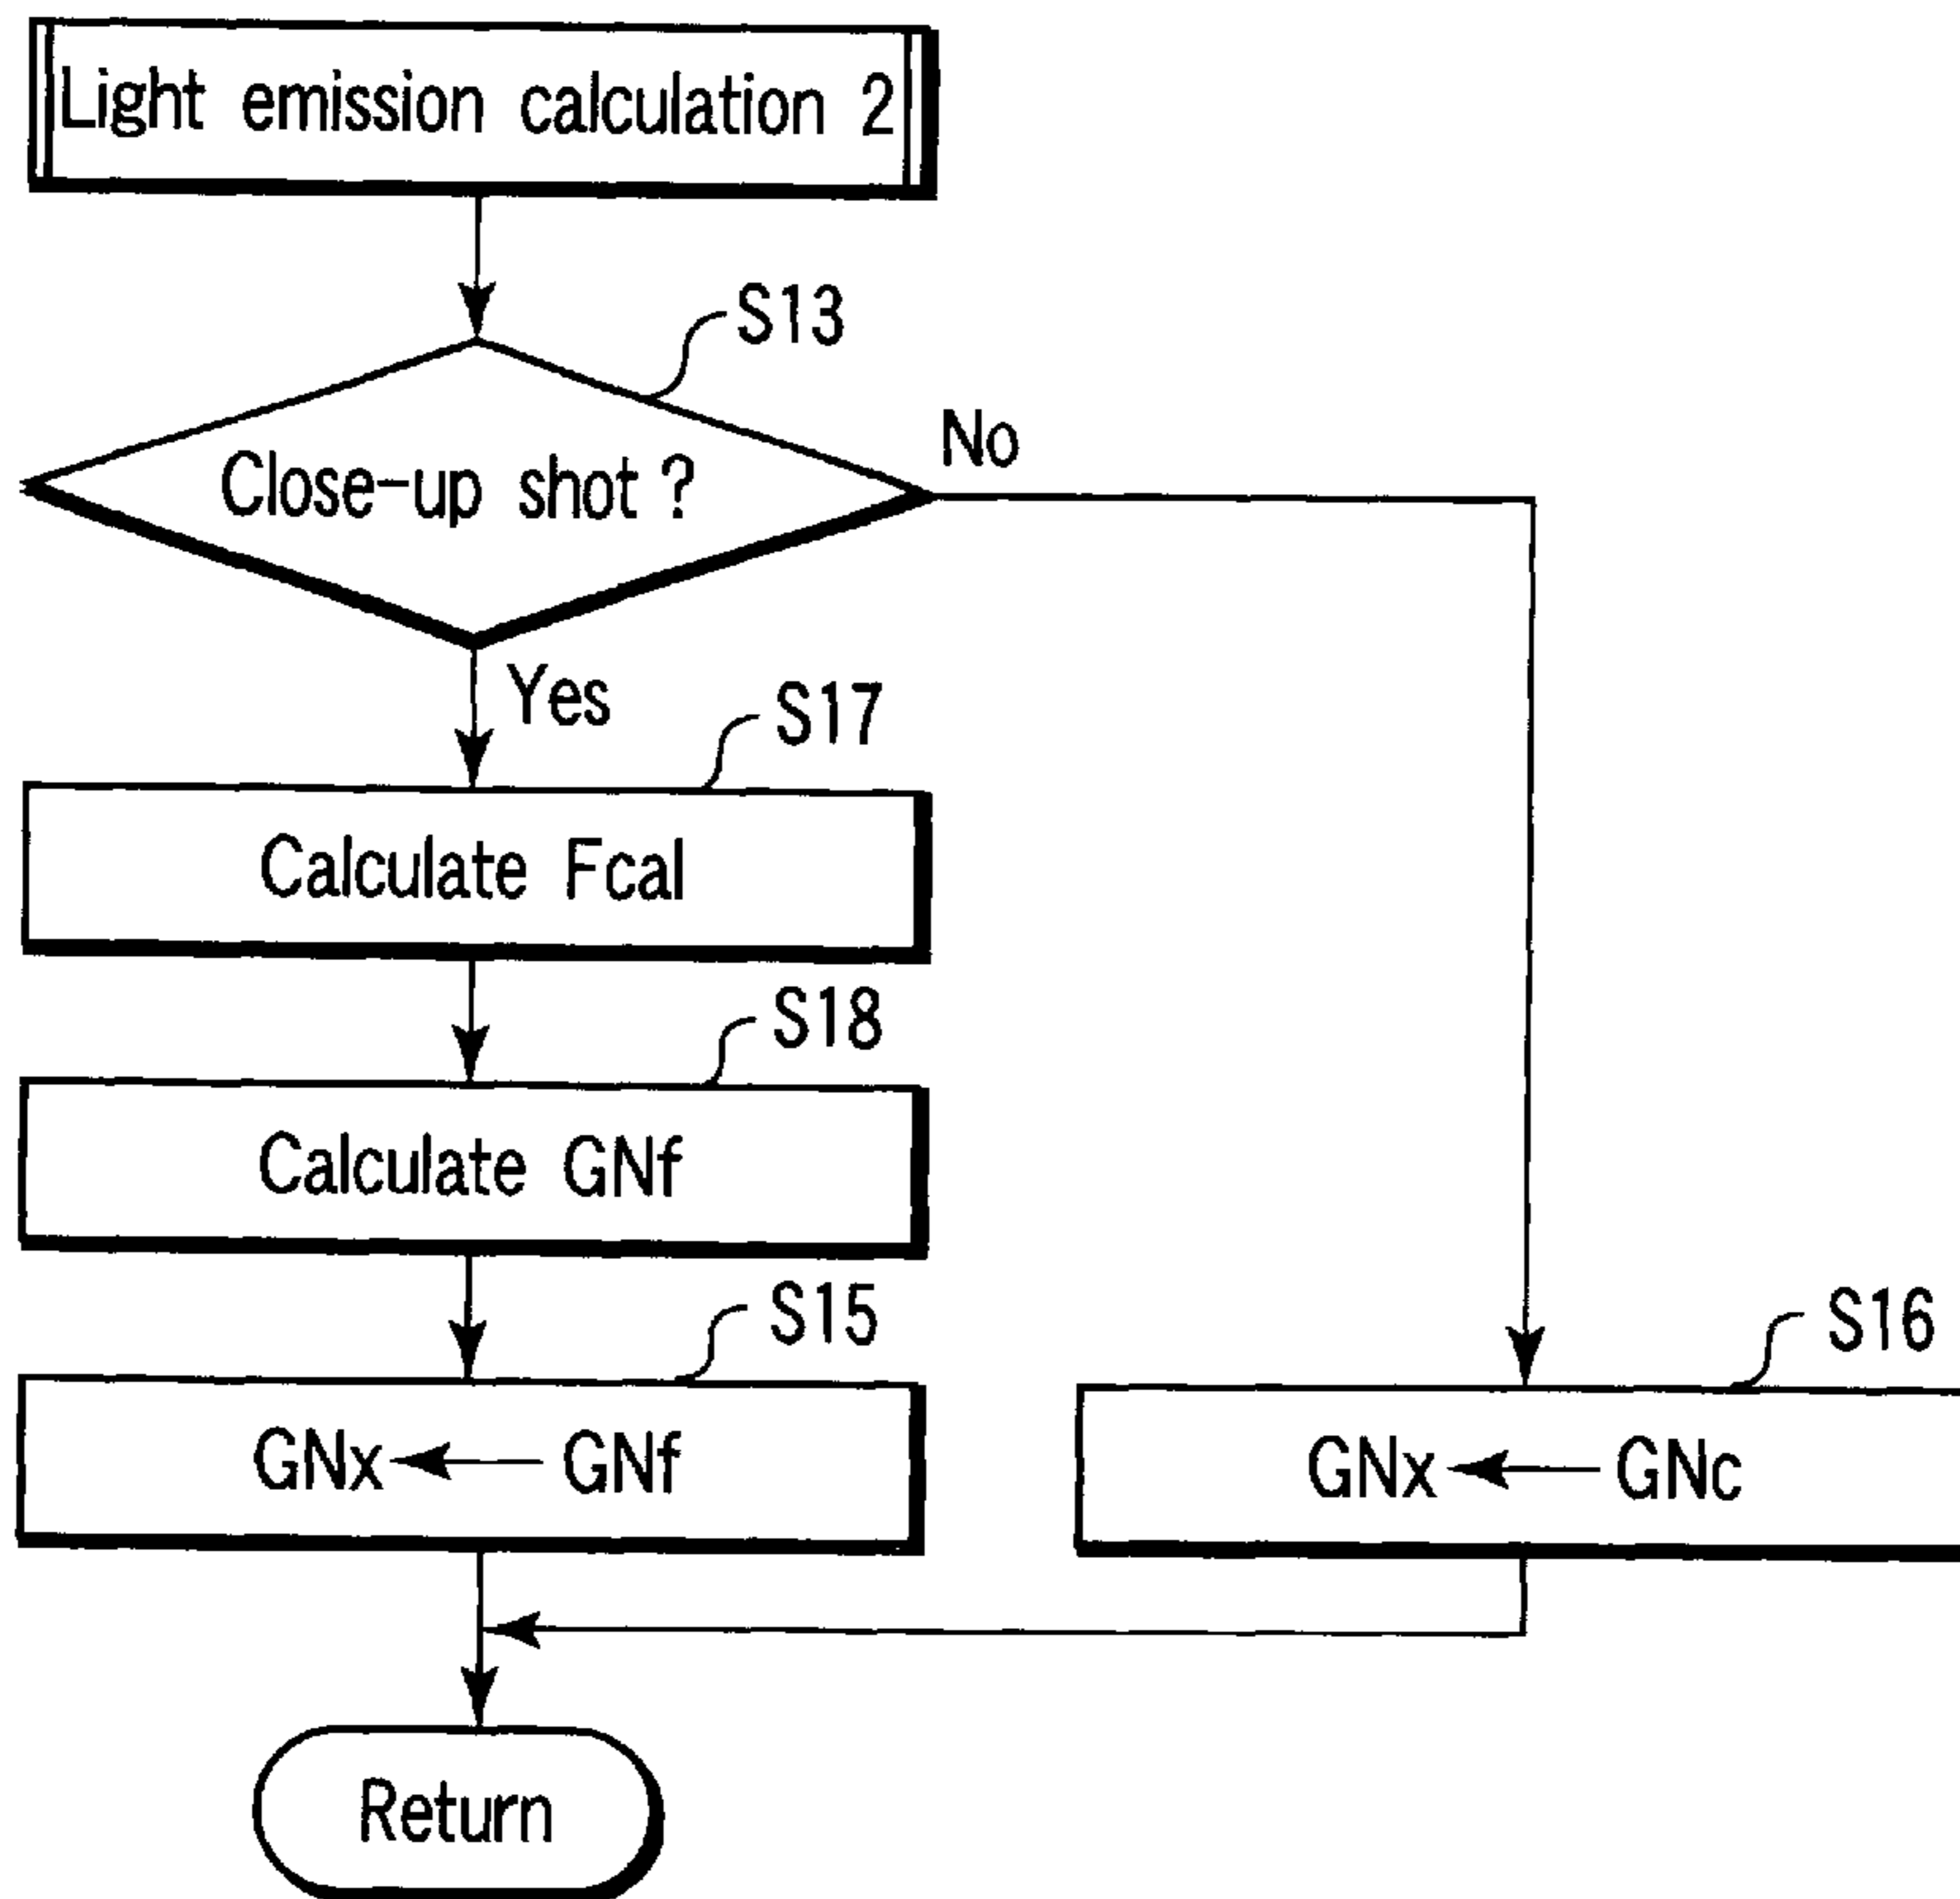 Light emission calculation 2
S13
Close-up shot ?
No
Yes
S17
Calculate Fcal
S18
Calculate GNf
S15
GNx ← GNf
S16
GNx ← GNc
Return